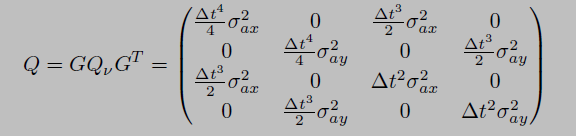 $Q = GQ_{\nu}G^{T} = \begin{pmatrix} \frac{\Delta t^4}{4}\sigma_{ax}^2 & 0 & \frac{\Delta t^3}{2}\sigma_{ax}^2 & 0 \\ 0 & \frac{\Delta t^4}{4}\sigma_{ay}^2 & 0 & \frac{\Delta t^3}{2}\sigma_{ay}^2 \\ \frac{\Delta t^3}{2}\sigma_{ax}^2 & 0 & \Delta t^2\sigma_{ax}^2 & 0 \\ 0 & \frac{\Delta t^3}{2}\sigma_{ay}^2 & 0 & \Delta t^2\sigma_{ay}^2 \end{pmatrix}$